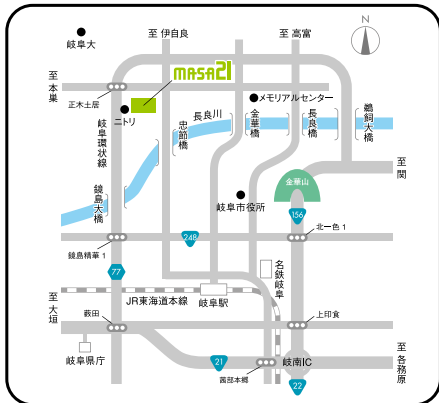 至伊自良
至高富
N
岐阜大
MASA21
至本巣
正木土居
ニトリ
メモリアルセンター
長良川
忠節橋
金華橋
長良橋
鵜飼大橋
岐阜環状線
至関
金華山
鏡島大橋
岐阜市役所
156
248
北一色 1
鏡島精華 1
名鉄岐阜
77
至大垣
JR東海道本線
岐阜駅
薮田
上印食
岐阜県庁
21
岐南IC
至各務原
茜部本郷
22